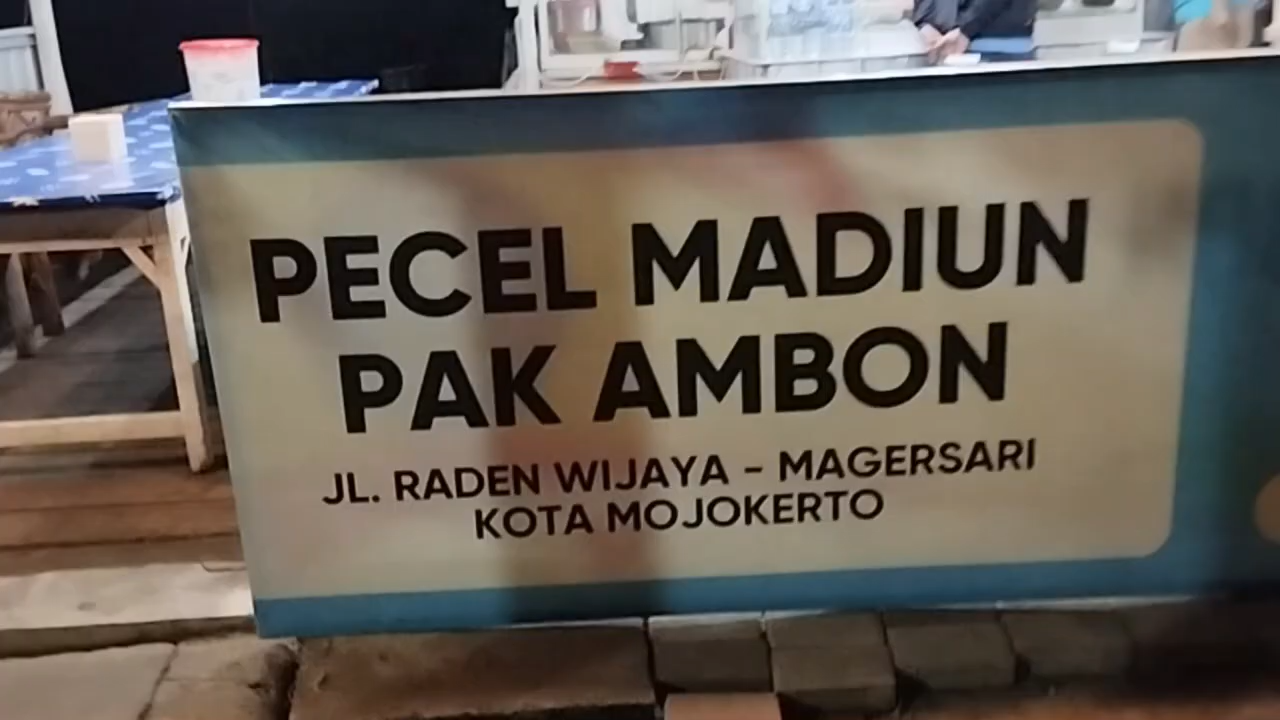 PECEL MADIUN
PAK AMBON
JL. RADEN WIJAYA - MAGERSARI
KOTA MOJOKERTO